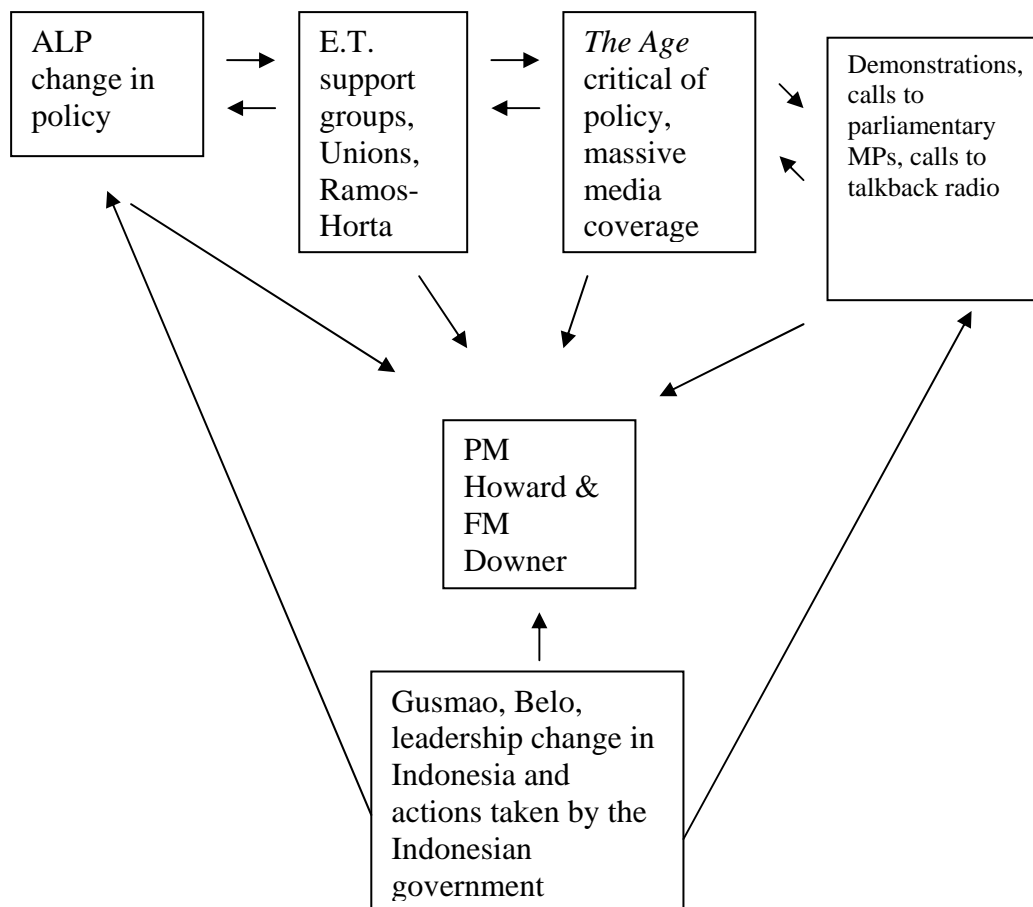 ALP
change in
policy
E.T.
support
groups,
Unions,
Ramos-
Horta
The Age
critical of
policy,
massive
media
coverage
Demonstrations,
calls to
parliamentary
MPs, calls to
talkback radio
PM
Howard &
FM
Downer
Gusmao, Belo,
leadership change in
Indonesia and
actions taken by the
Indonesian
government